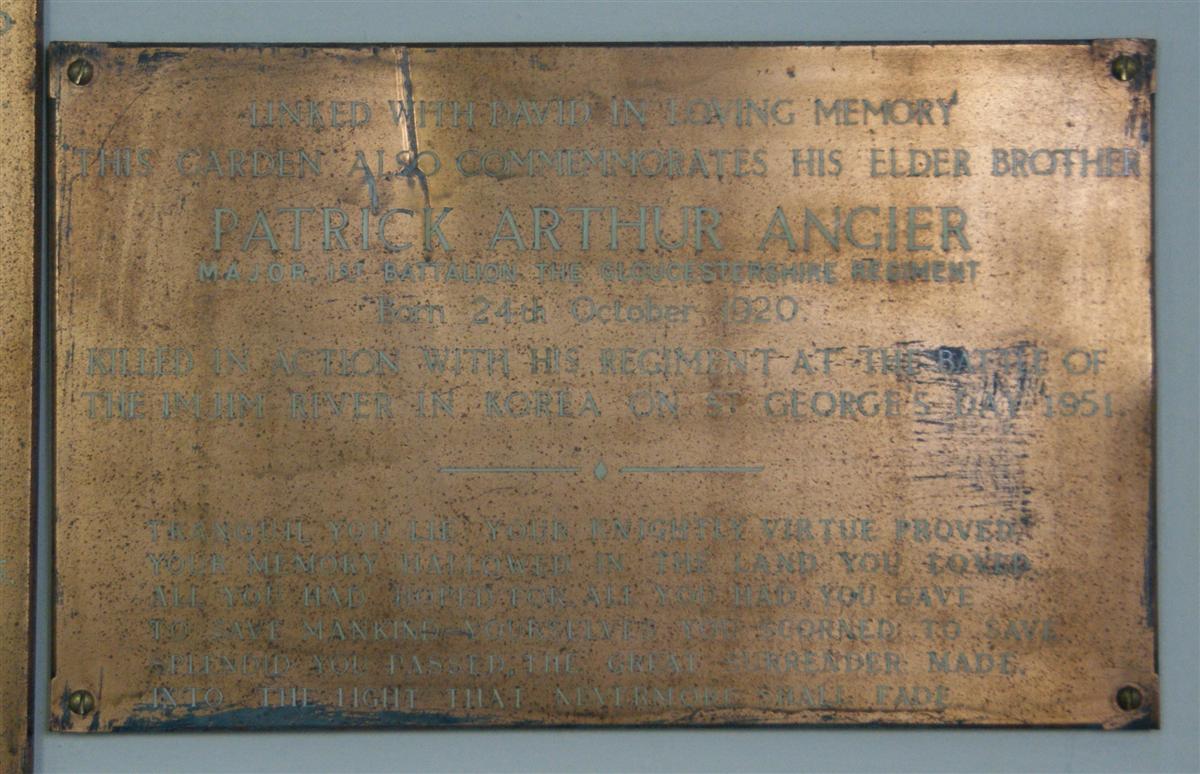 LINKED WITH DAVID IN LOVING MEMORY
THIS GARDEN ALSO COMMEMMORATES HIS ELDER BROTHER
PATRICK ARTHUR ANGIER
MAJOR, 1ST BATTALION THE GLOUCESTERSHIRE REGIMENT
Born 24th October 1920
KILLED IN ACTION WITH HIS REGIMENT AT THE BATTLE OF
THE IMJIM RIVER IN KOREA ON ST GEORGE'S DAY 1951.
TRANQUIL YOU LIE, YOUR KNIGHTLY VIRTUE PROVED,
YOUR MEMORY HALLOWED IN THE LAND YOU LOVED.
ALL YOU HAD HOPED FOR, ALL YOU HAD, YOU GAVE
TO SAVE MANKIND—YOURSELVES YOU SCORNED TO SAVE.
SPLENDID YOU PASSED, THE GREAT SURRENDER MADE,
INTO THE LIGHT THAT NEVERMORE SHALL FADE